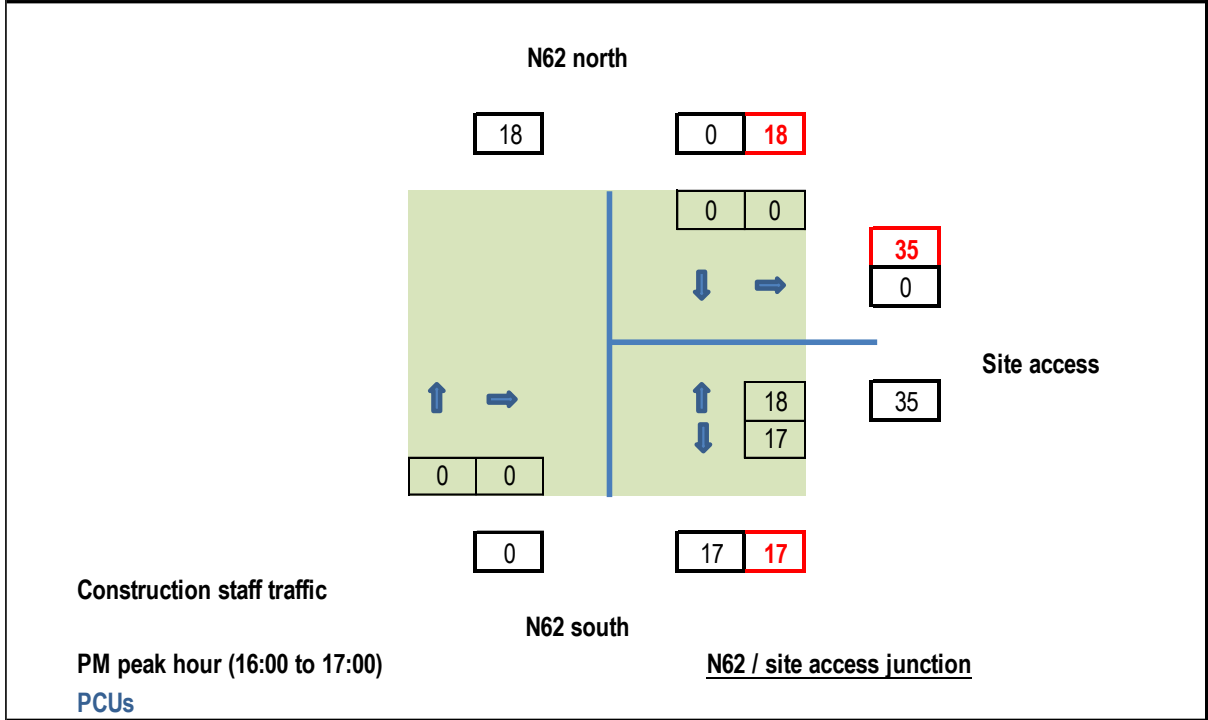 N62 north
18 0 18
0 0
35
0
Site access
18 35
17
0 0
0 17 17
Construction staff traffic
N62 south
PM peak hour (16:00 to 17:00) N62 / site access junction
PCUs